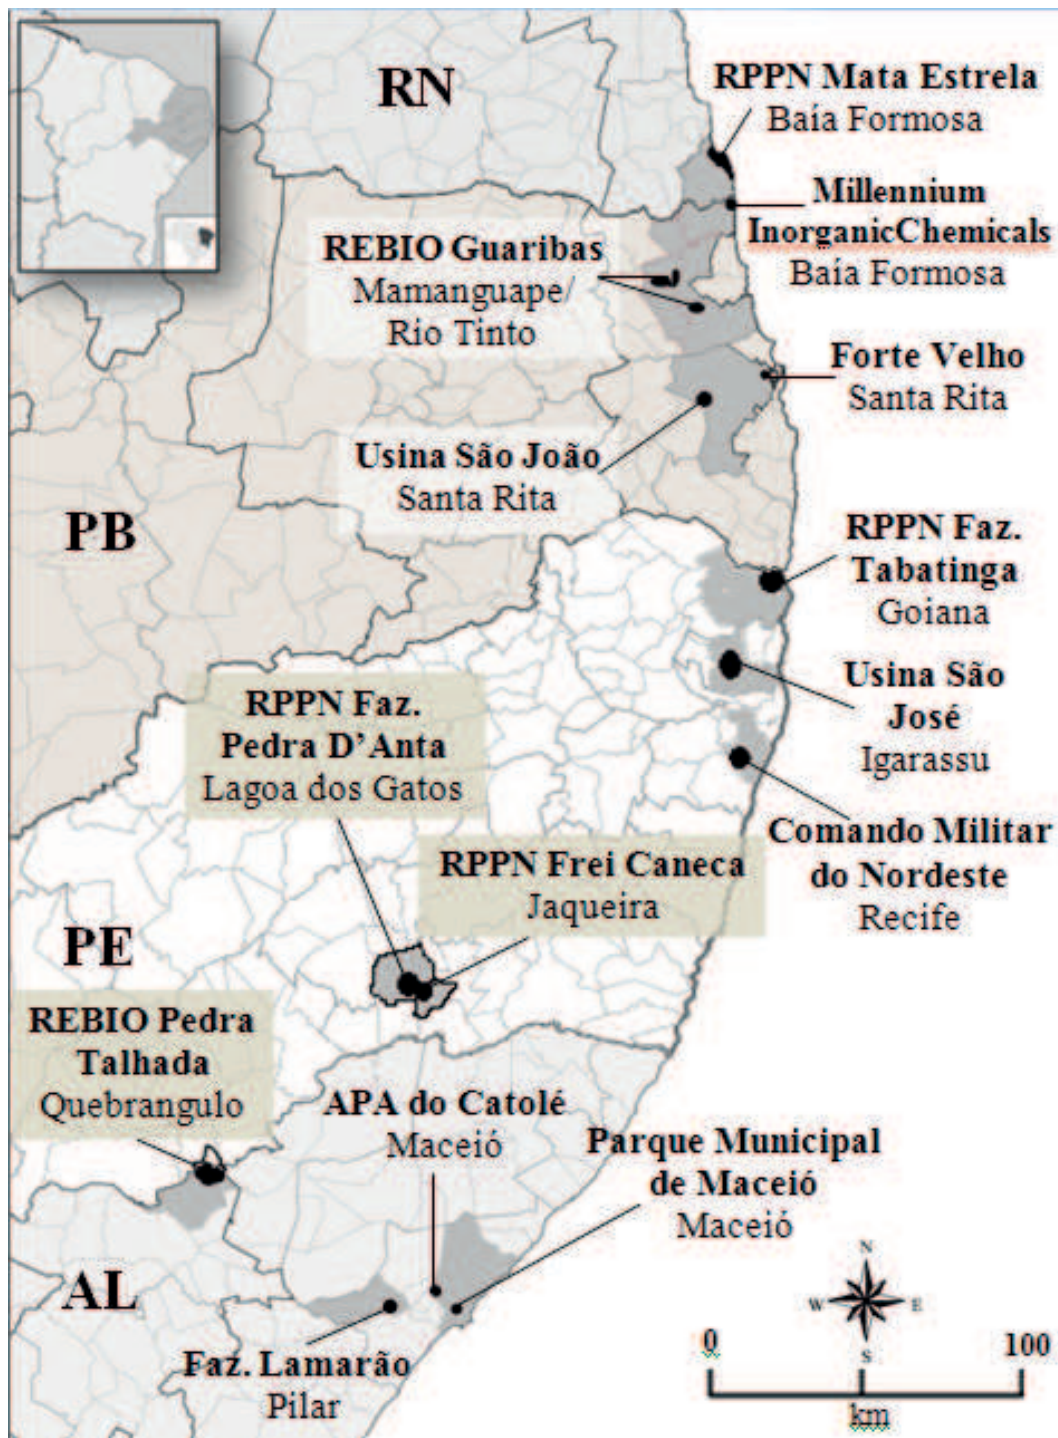 RN
RPPN Mata Estrela
Baía Formosa
Millennium
InorganicChemicals
Baía Formosa
REBIO Guaribas
Mamanguape/
Rio Tinto
Forte Velho
Santa Rita
Usina São João
Santa Rita
PB
RPPN Faz.
Tabatinga
Goiana
Usina São
José
Igarassu
RPPN Faz.
Pedra D’Anta
Lagoa dos Gatos
Comando Militar
do Nordeste
Recife
RPPN Frei Caneca
Jaqueira
PE
REBIO Pedra
Talhada
Quebrangulo
APA do Catolé
Maceió
Parque Municipal
de Maceió
Maceió
AL
Faz. Lamarão
Pilar
N
W E
S
0 100
km